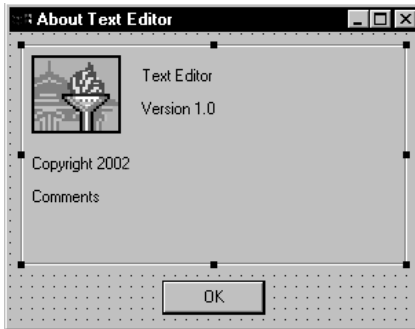 About Text Editor
Text Editor
Version 1.0
Copyright 2002
Comments
OK